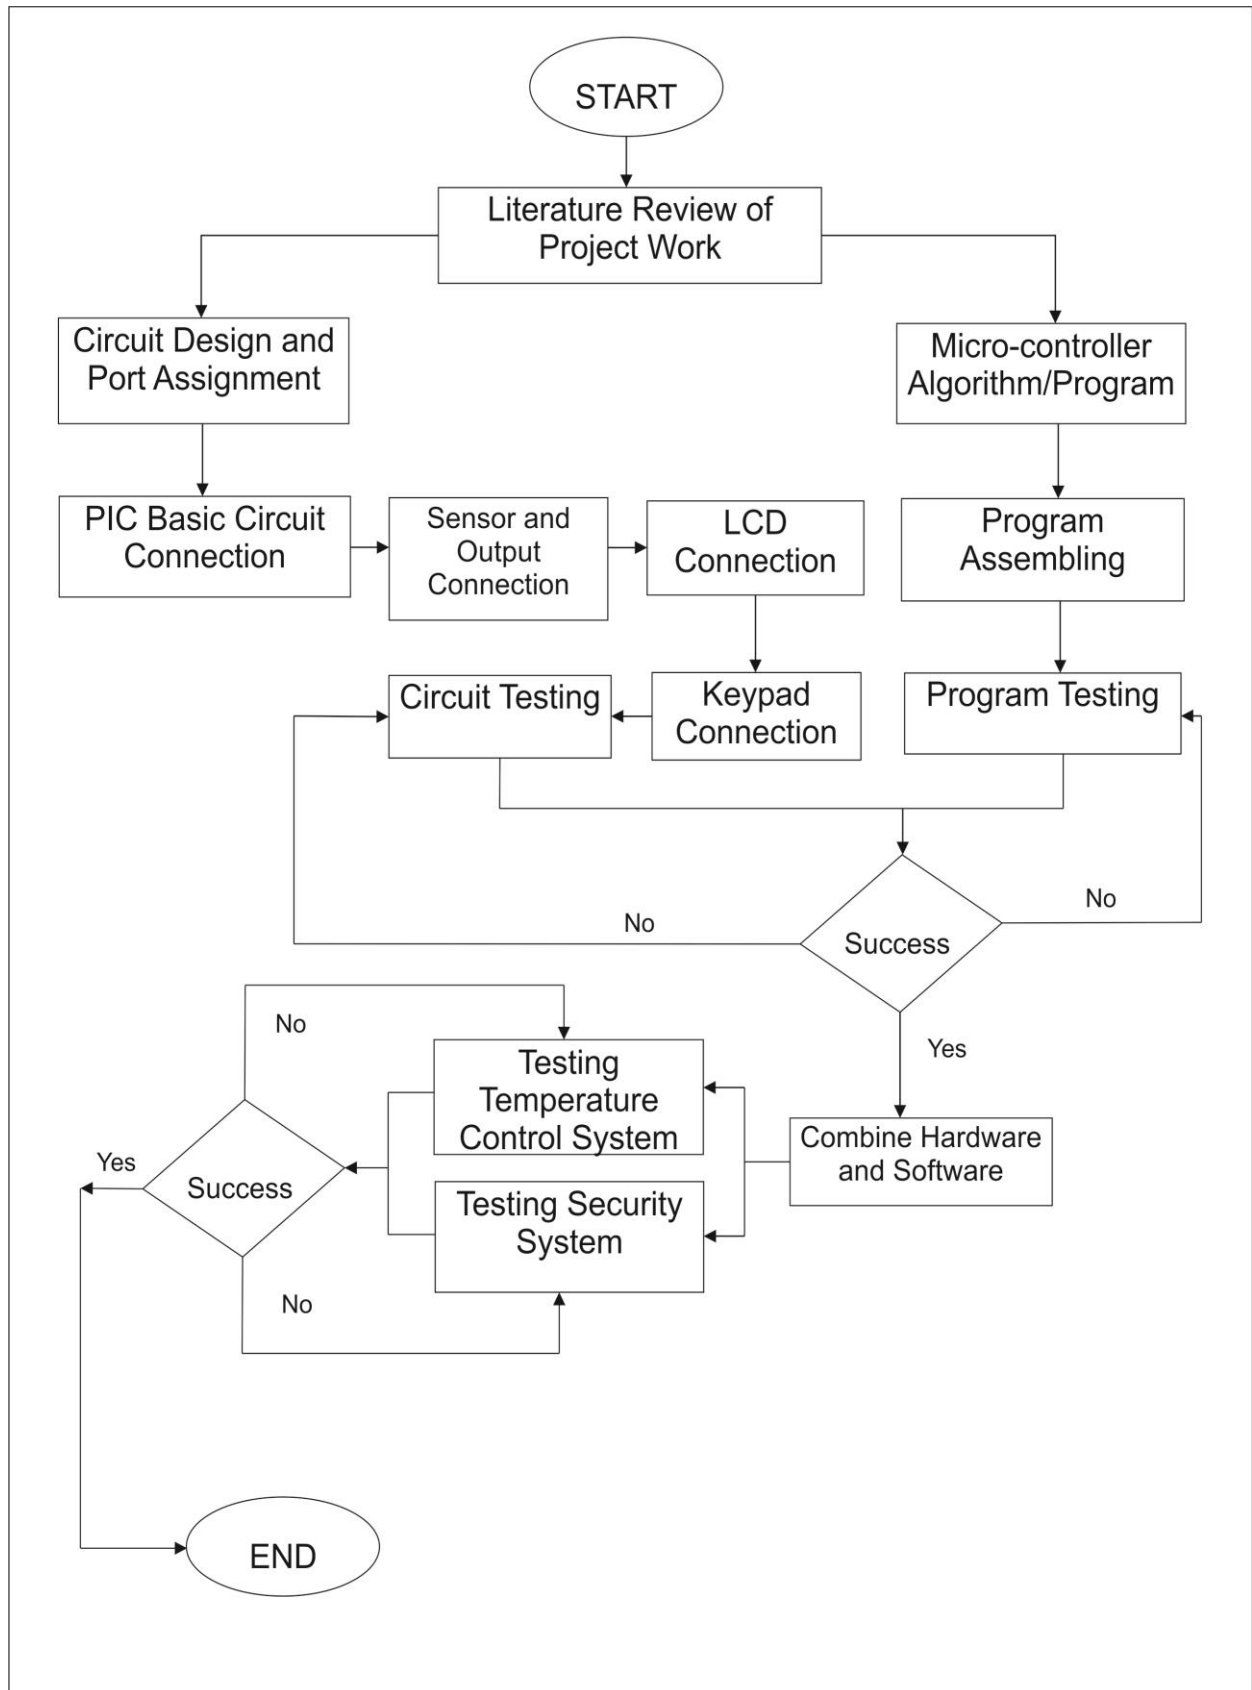 START
Literature Review of
Project Work
Circuit Design and
Port Assignment
Micro-controller
Algorithm/Program
PIC Basic Circuit
Connection
Sensor and
Output
Connection
LCD
Connection
Program
Assembling
Circuit Testing
Keypad
Connection
Program Testing
No
No
Success
No
Yes
Testing
Temperature
Control System
Combine Hardware
and Software
Yes
Success
Testing Security
System
No
END